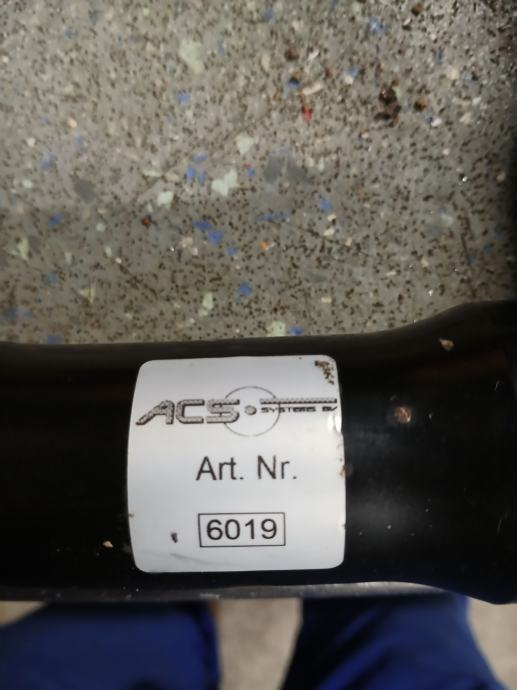 ACS
SYSTEMS BV
Art. Nr.
6019